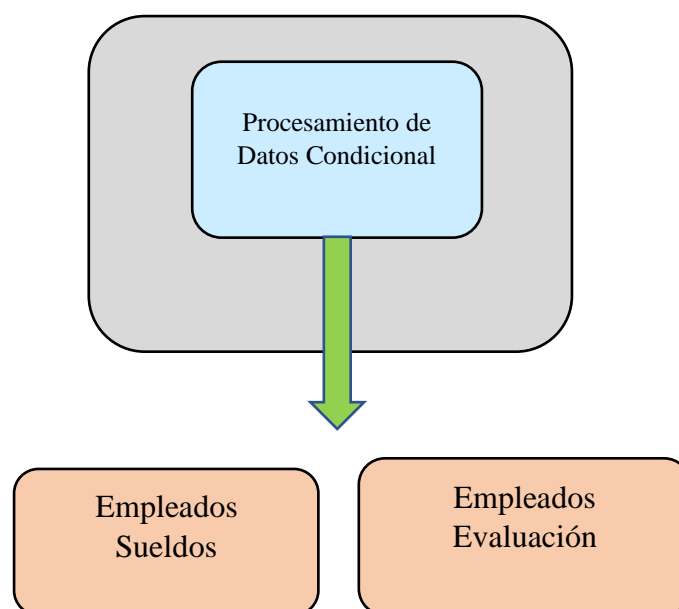 Procesamiento de
Datos Condicional
Empleados
Sueldos
Empleados
Evaluación